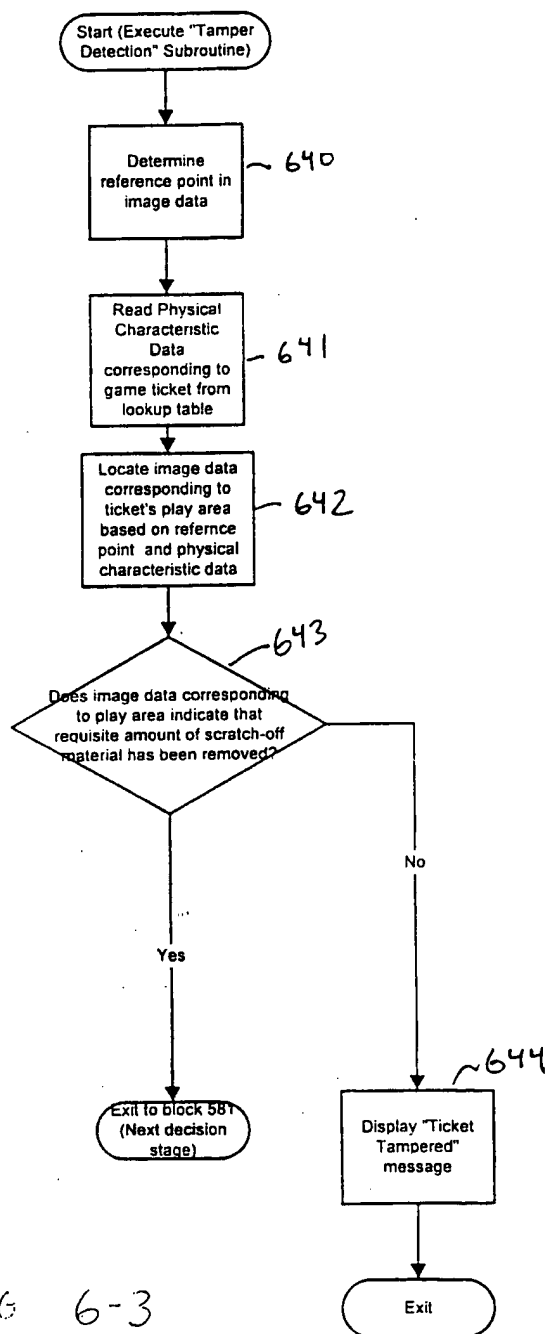 Start (Execute "Tamper
Detection" Subroutine)
Determine
reference point in
image data
640
Read Physical
Characteristic
Data
corresponding to
game ticket from
lookup table
641
Locate image data
corresponding to
ticket's play area
based on refernce
point and physical
characteristic data
642
643
Does image data corresponding
to play area indicate that
requisite amount of scratch-off
material has been removed?
No
Yes
644
Exit to block 581
(Next decision
stage)
Display "Ticket
Tampered"
message
Exit
6-3